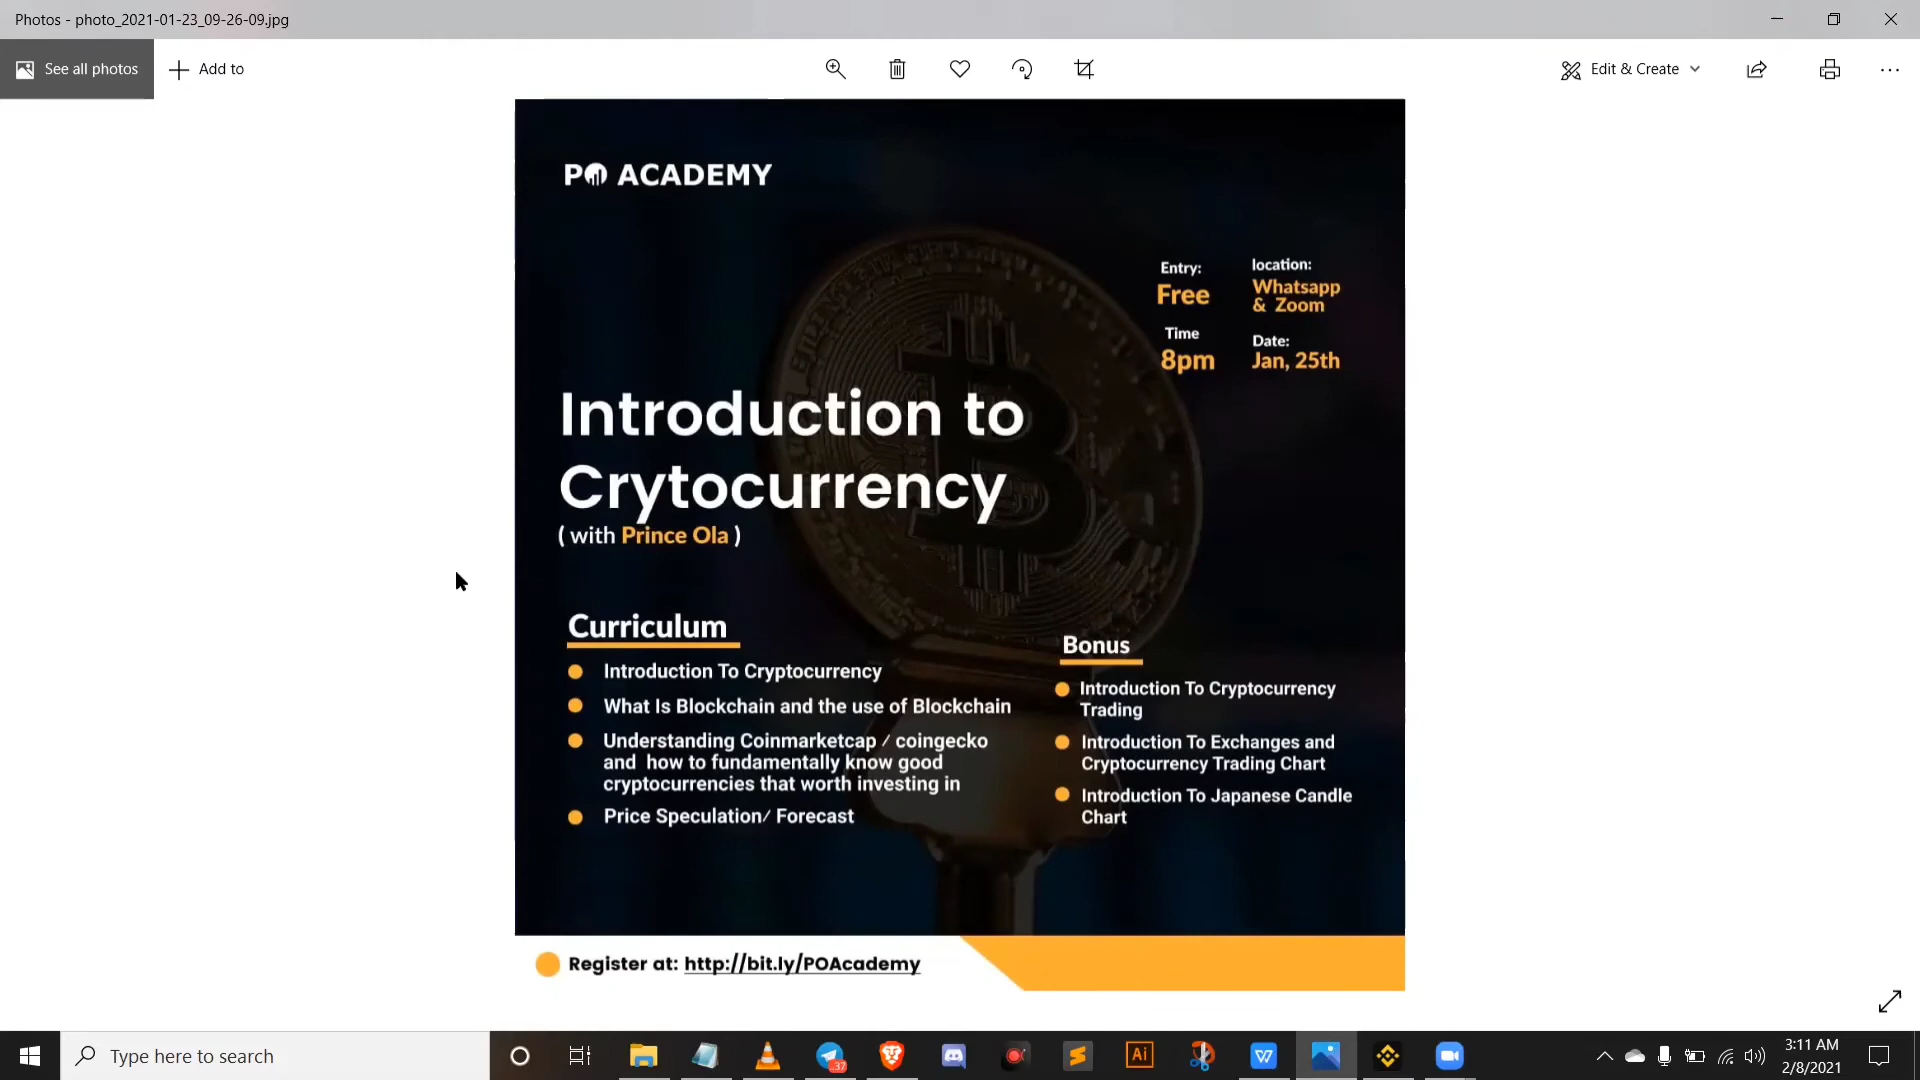 Photos - photo_2021-01-23_09-26-09.jpg
See all photos
Add to
Edit & Create
PO ACADEMY
Entry:
Free
location:
Whatsapp
& Zoom
Time
8pm
Date:
Jan, 25th
Introduction to
Crytocurrency
( with Prince Ola )
Curriculum
Introduction To Cryptocurrency
What Is Blockchain and the use of Blockchain
Understanding Coinmarketcap / coingecko
and how to fundamentally know good
cryptocurrencies that worth investing in
Price Speculation/ Forecast
Bonus
Introduction To Cryptocurrency
Trading
Introduction To Exchanges and
Cryptocurrency Trading Chart
Introduction To Japanese Candle
Chart
Register at: http://bit.ly/POAcademy
Type here to search
37
Ai
W
3:11 AM
2/8/2021